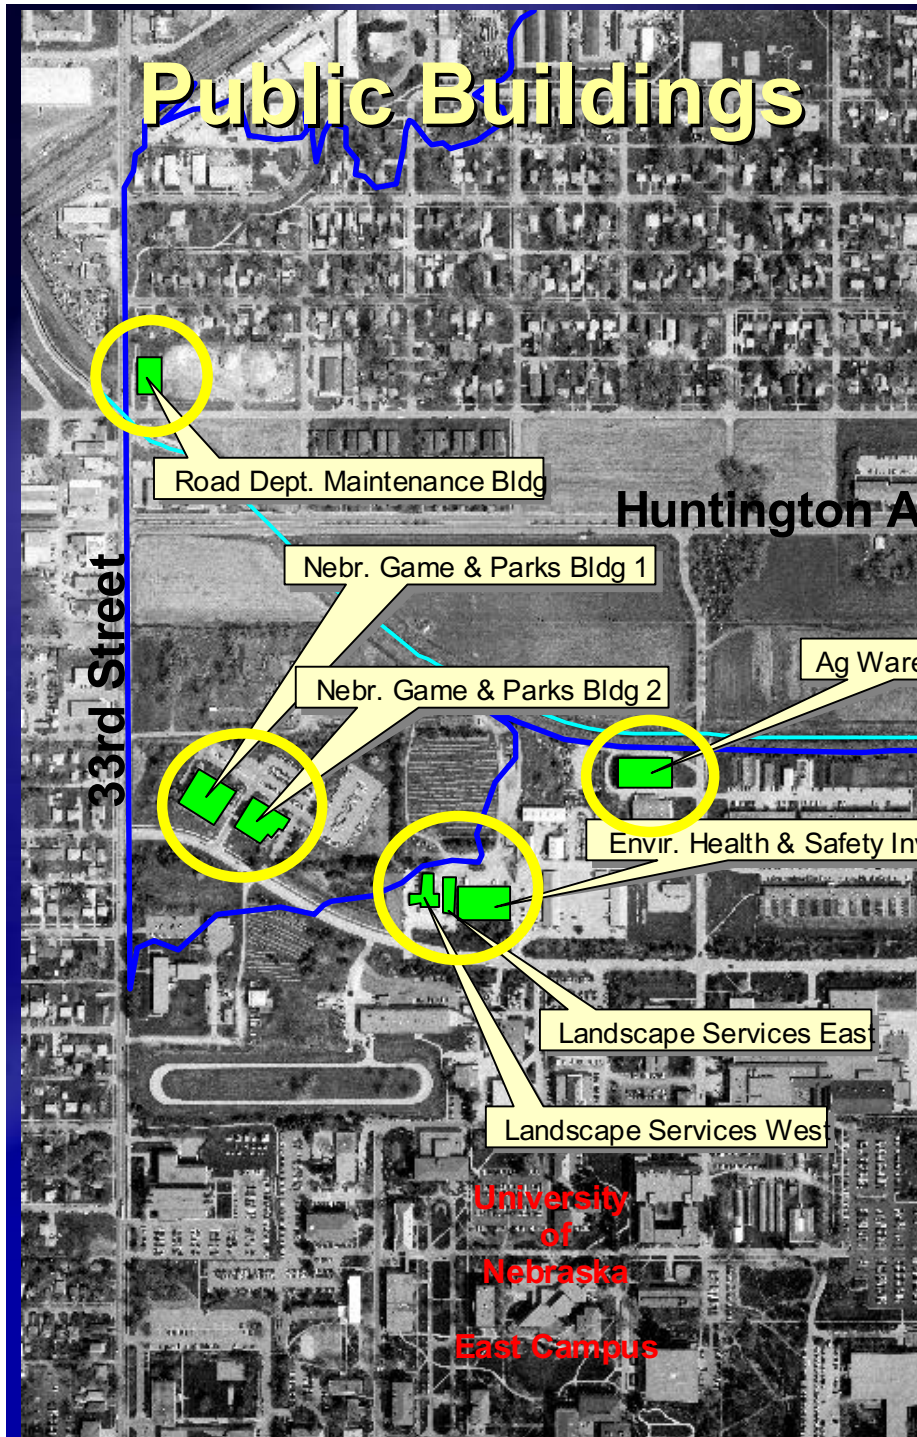 Public Buildings
Road Dept. Maintenance Bldg
Huntington A
Nebr. Game & Parks Bldg 1
33rd Street
Ag Ware
Nebr. Game & Parks Bldg 2
Envir. Health & Safety Inv
Landscape Services East
Landscape Services West
University
of
Nebraska
East Campus